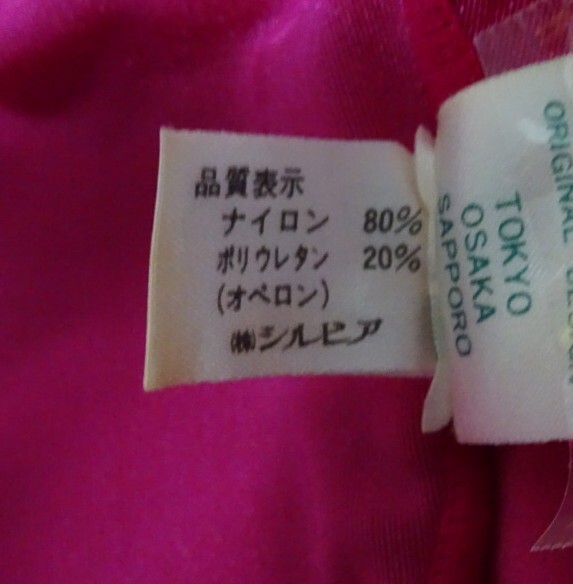 品質表示
ナイロン 80%
ポリウレタン 20%
(オペロン)
㈱シルビア
ORIGINAL
TOKYO
OSAKA
SAPPORO